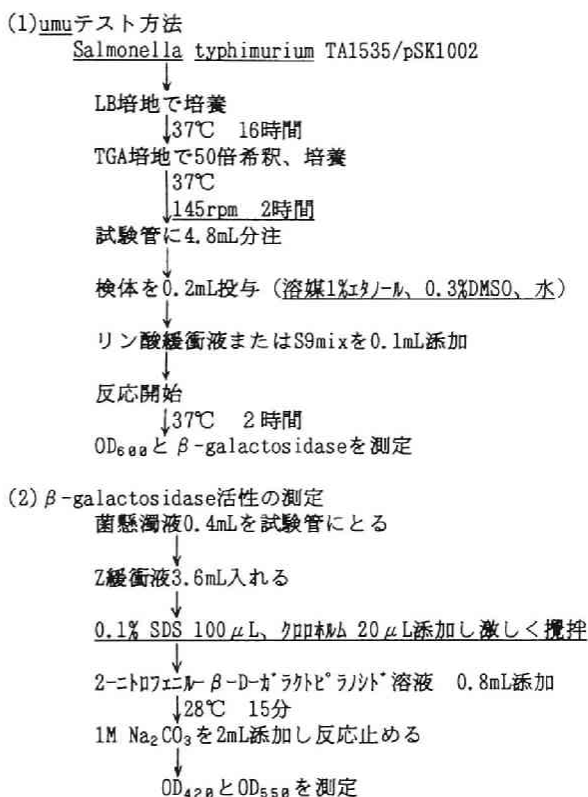 (1)umuテスト方法
Salmonella typhimurium TA1535/pSK1002
LB培地で培養
37℃ 16時間
TGA培地で50倍希釈、培養
37℃
145rpm 2時間
試験管に4.8mL分注
検体を0.2mL投与（溶媒1%エタノール、0.3%DMSO、水）
リン酸緩衝液またはS9mixを0.1mL添加
反応開始
37℃ 2時間
OD₆₀₀とβ-galactosidaseを測定
(2)β-galactosidase活性の測定
菌懸濁液0.4mLを試験管にとる
Z緩衝液3.6mL入れる
0.1% SDS 100μL、クロロホルム 20μL添加し激しく攪拌
2-ニトロフェニル-β-D-ガラクトピラノシド溶液 0.8mL添加
28℃ 15分
1M Na₂CO₃を2mL添加し反応止める
OD₄₂₀とOD₅₅₀を測定